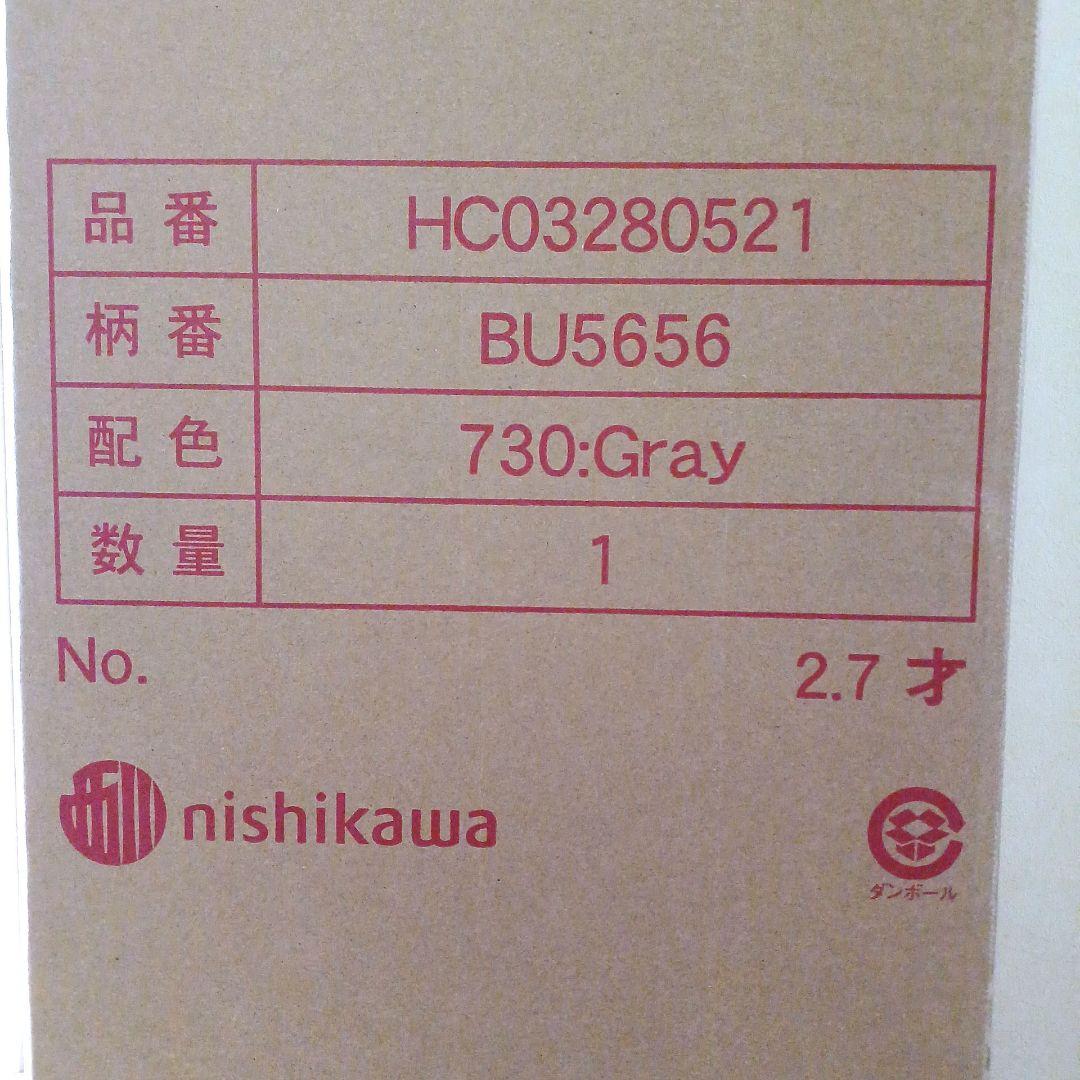 品番 HC03280521
柄番 BU5656
配色 730:Gray
数量 1
No. 2.7 才
nishikawa
ダンボール